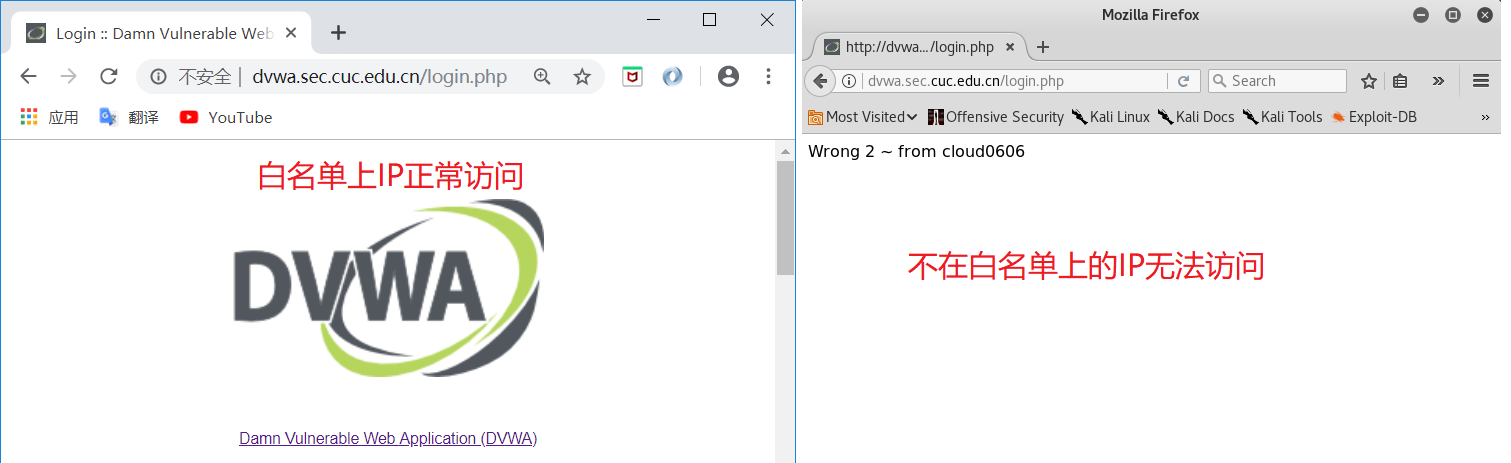 Login :: Damn Vulnerable Web
不安全 | dvwa.sec.cuc.edu.cn/login.php
应用 翻译 YouTube
白名单上IP正常访问
DVWA
Damn Vulnerable Web Application (DVWA)
Mozilla Firefox
http://dvwa.../login.php
dvwa.sec.cuc.edu.cn/login.php Search
Most Visited Offensive Security Kali Linux Kali Docs Kali Tools Exploit-DB »
Wrong 2 ~ from cloud0606
不在白名单上的IP无法访问